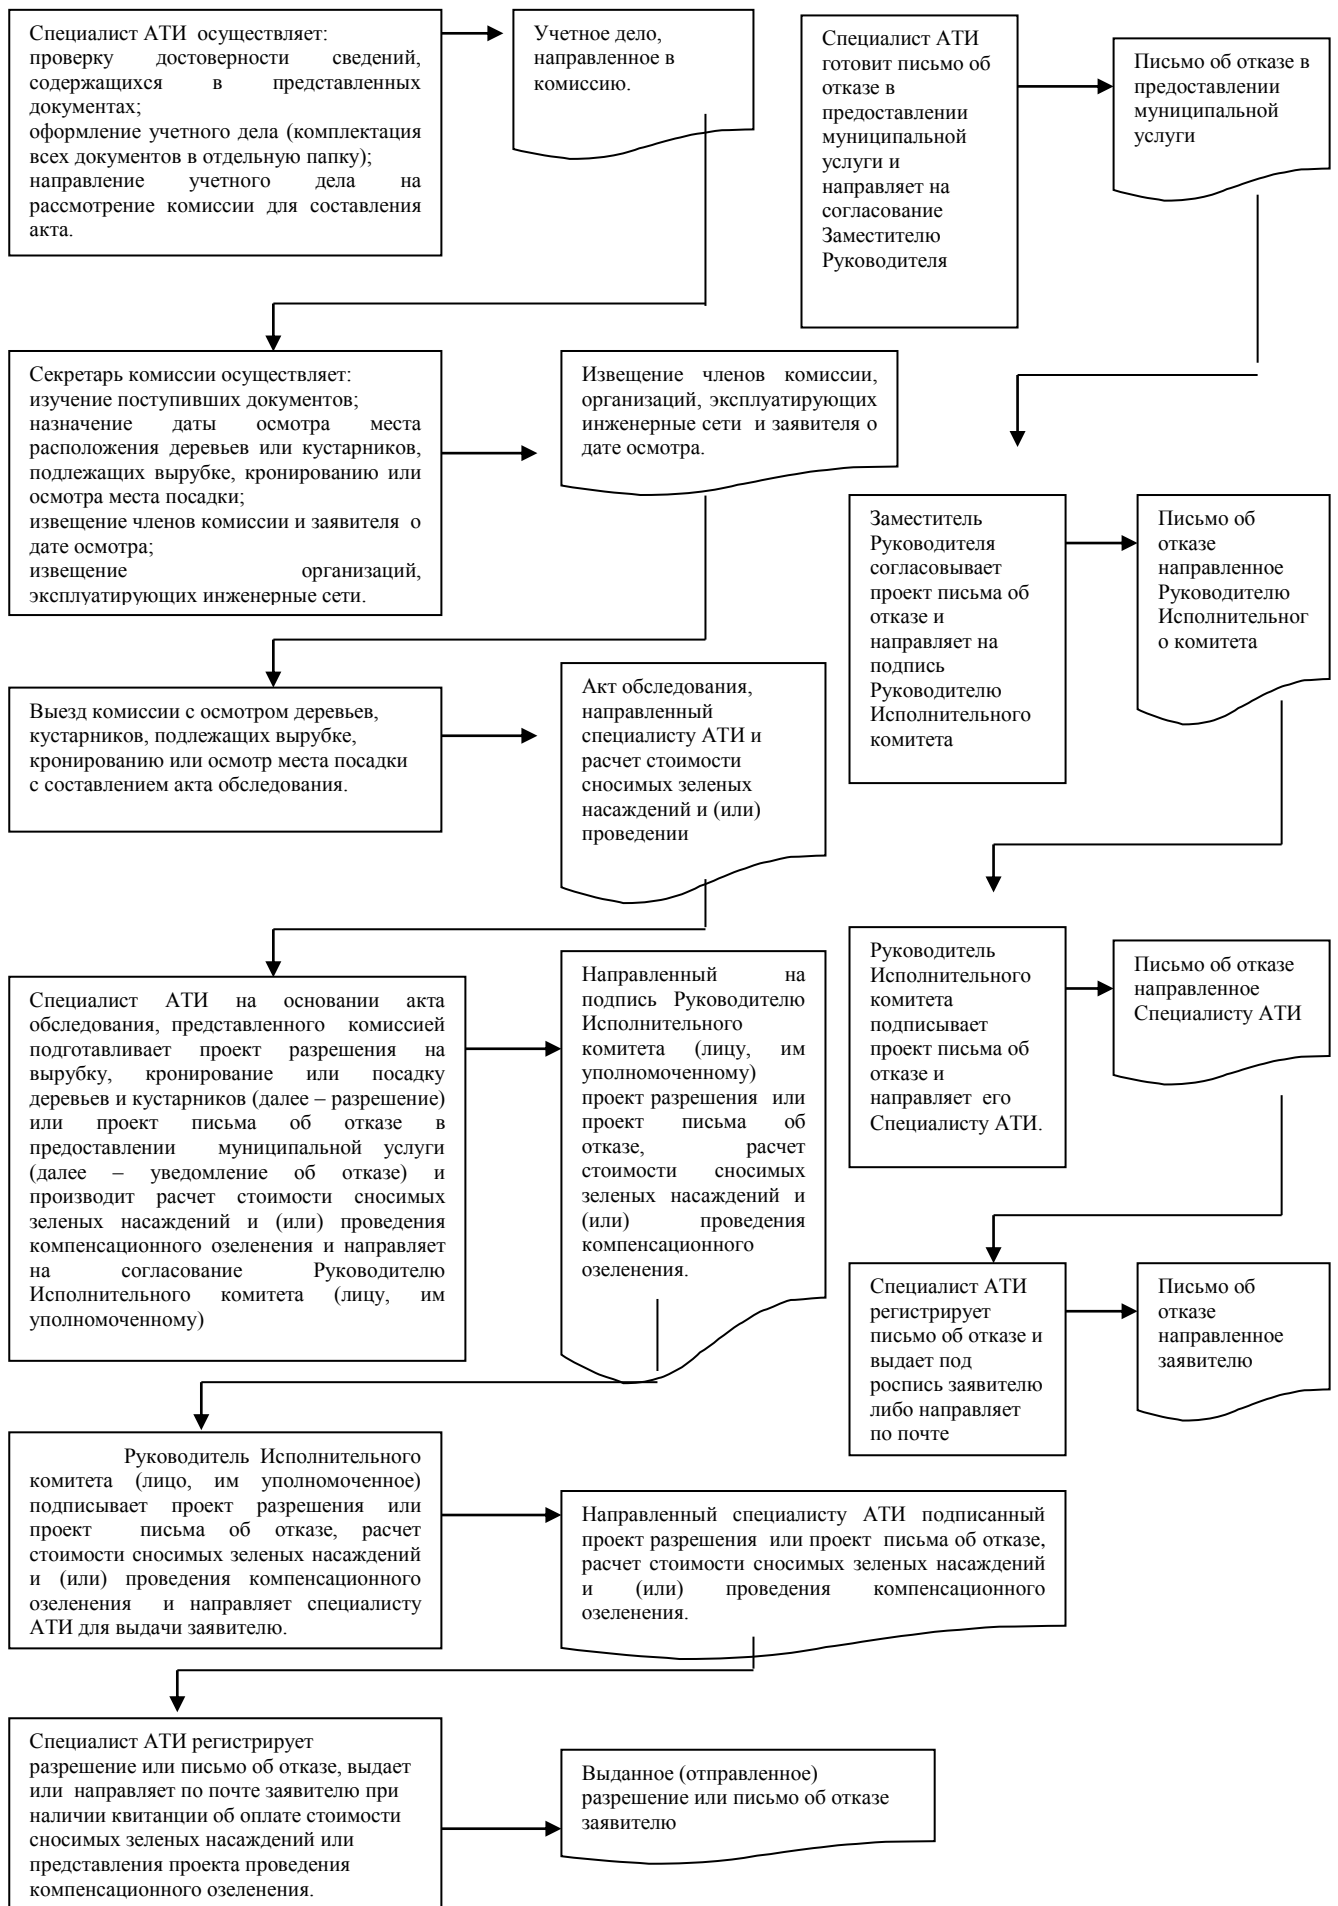 Специалист АТИ осуществляет:
проверку достоверности сведений,
содержащихся в представленных
документах;
оформление учетного дела (комплектация
всех документов в отдельную папку);
направление учетного дела на
рассмотрение комиссии для составления
акта.
Учетное дело,
направленное в
комиссию.
Специалист АТИ
готовит письмо об
отказе в
предоставлении
муниципальной
услуги и
направляет на
согласование
Заместителю
Руководителя
Письмо об отказе в
предоставлении
муниципальной
услуги
Секретарь комиссии осуществляет:
изучение поступивших документов;
назначение даты осмотра места
расположения деревьев или кустарников,
подлежащих вырубке, кронированию или
осмотра места посадки;
извещение членов комиссии и заявителя о
дате осмотра;
извещение организаций,
эксплуатирующих инженерные сети.
Извещение членов комиссии,
организаций, эксплуатирующих
инженерные сети и заявителя о
дате осмотра.
Заместитель
Руководителя
согласовывает
проект письма об
отказе и
направляет на
подпись
Руководителю
Исполнительного
комитета
Письмо об
отказе
направленное
Руководителю
Исполнительног
о комитета
Выезд комиссии с осмотром деревьев,
кустарников, подлежащих вырубке,
кронированию или осмотр места посадки
с составлением акта обследования.
Акт обследования,
направленный
специалисту АТИ и
расчет стоимости
сносимых зеленых
насаждений и (или)
проведении
Руководитель
Исполнительного
комитета
подписывает
проект письма об
отказе и
направляет его
Специалисту АТИ.
Письмо об отказе
направленное
Специалисту АТИ
Специалист АТИ на основании акта
обследования, представленного комиссией
подготавливает проект разрешения на
вырубку, кронирование или посадку
деревьев и кустарников (далее – разрешение)
или проект письма об отказе в
предоставлении муниципальной услуги
(далее – уведомление об отказе) и
производит расчет стоимости сносимых
зеленых насаждений и (или) проведения
компенсационного озеленения и направляет
на согласование Руководителю
Исполнительного комитета (лицу, им
уполномоченному)
Направленный на
подпись Руководителю
Исполнительного
комитета (лицу, им
уполномоченному)
проект разрешения или
проект письма об
отказе, расчет
стоимости сносимых
зеленых насаждений и
(или) проведения
компенсационного
озеленения.
Специалист АТИ
регистрирует
письмо об отказе и
выдает под
роспись заявителю
либо направляет
по почте
Письмо об
отказе
направленное
заявителю
Руководитель Исполнительного
комитета (лицо, им уполномоченное)
подписывает проект разрешения или
проект письма об отказе, расчет
стоимости сносимых зеленых насаждений
и (или) проведения компенсационного
озеленения и направляет специалисту
АТИ для выдачи заявителю.
Направленный специалисту АТИ подписанный
проект разрешения или проект письма об отказе,
расчет стоимости сносимых зеленых насаждений
и (или) проведения компенсационного
озеленения.
Специалист АТИ регистрирует
разрешение или письмо об отказе, выдает
или направляет по почте заявителю при
наличии квитанции об оплате стоимости
сносимых зеленых насаждений или
представления проекта проведения
компенсационного озеленения.
Выданное (отправленное)
разрешение или письмо об отказе
заявителю